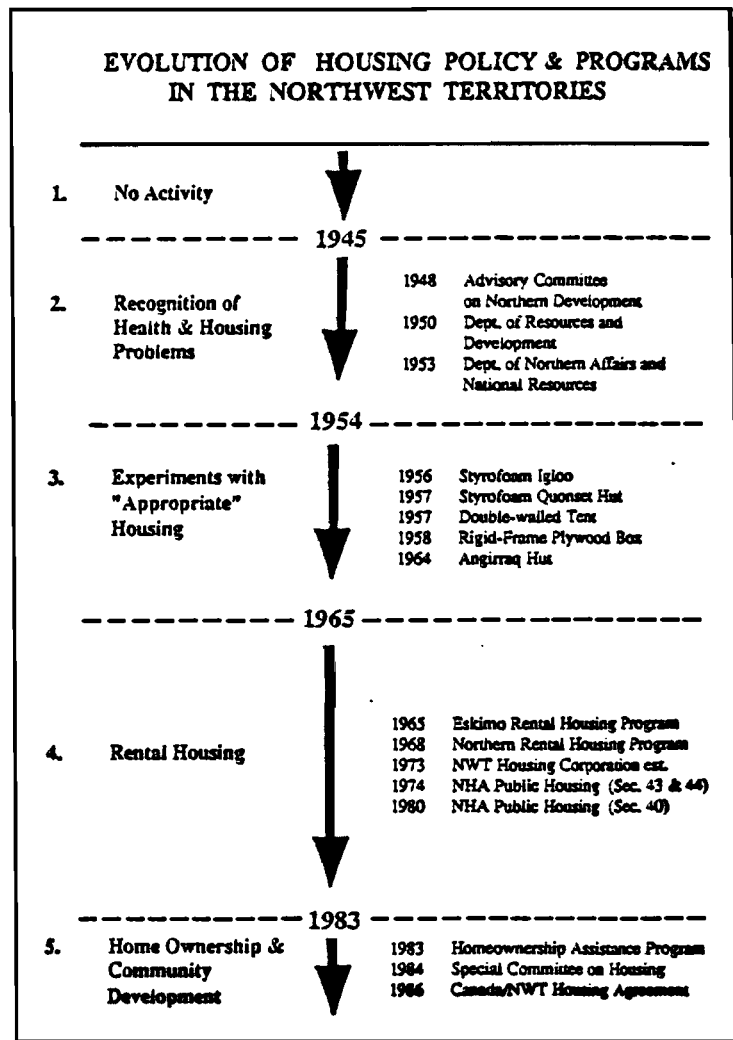 EVOLUTION OF HOUSING POLICY & PROGRAMS
IN THE NORTHWEST TERRITORIES
1. No Activity
1945
2. Recognition of
Health & Housing
Problems
1948 Advisory Committee
on Northern Development
1950 Dept. of Resources and
Development
1953 Dept. of Northern Affairs and
National Resources
1954
3. Experiments with
"Appropriate"
Housing
1956 Styrofoam Igloo
1957 Styrofoam Quonset Hut
1957 Double-walled Tent
1958 Rigid-Frame Plywood Box
1964 Angirraq Hut
1965
4. Rental Housing
1965 Eskimo Rental Housing Program
1968 Northern Rental Housing Program
1973 NWT Housing Corporation est.
1974 NHA Public Housing (Sec. 43 & 44)
1980 NHA Public Housing (Sec. 40)
1983
5. Home Ownership &
Community
Development
1983 Homeownership Assistance Program
1984 Special Committee on Housing
1986 Canada/NWT Housing Agreement